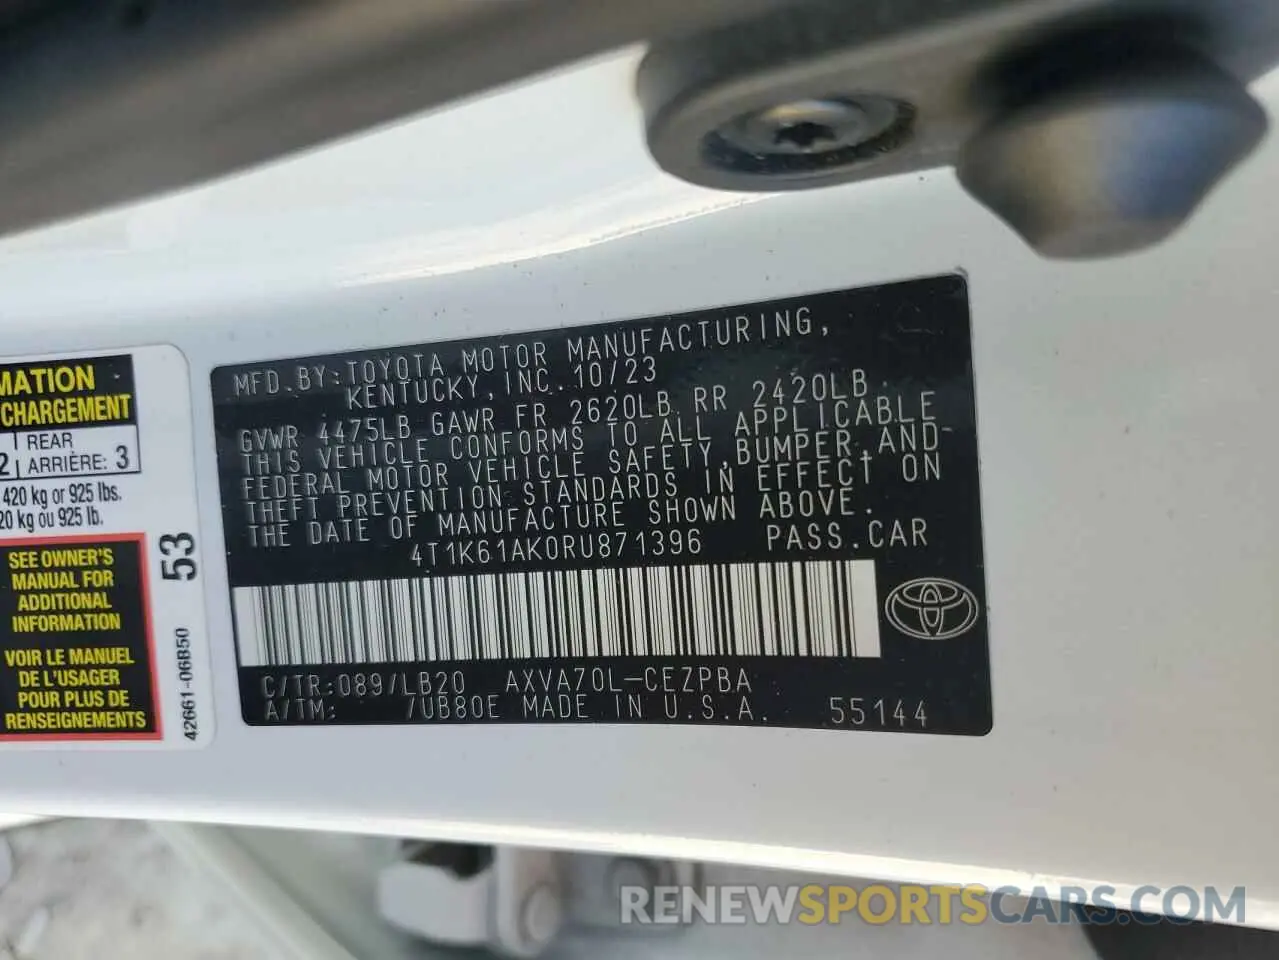 MFD.BY:TOYOTA MOTOR MANUFACTURING,
KENTUCKY, INC. 10/23
GVWR 4475LB GAWR FR 2620LB RR 2420LB
THIS VEHICLE CONFORMS TO ALL APPLICABLE
FEDERAL MOTOR VEHICLE SAFETY, BUMPER, AND
THEFT PREVENTION STANDARDS IN EFFECT ON
THE DATE OF MANUFACTURE SHOWN ABOVE.
4T1K61AK0RU871396 PASS.CAR
C/TR:089/LB20 AXVA70L-CEZPBA
A/TM: /UB80E MADE IN U.S.A. 55144
MATION
CHARGEMENT
2 REAR
ARRIÈRE: 3
420 kg or 925 lbs.
20 kg ou 925 lb.
SEE OWNER'S
MANUAL FOR
ADDITIONAL
INFORMATION
VOIR LE MANUEL
DE L'USAGER
POUR PLUS DE
RENSEIGNEMENTS
53
42661-06B50
RENEWSPORTSCARS.COM